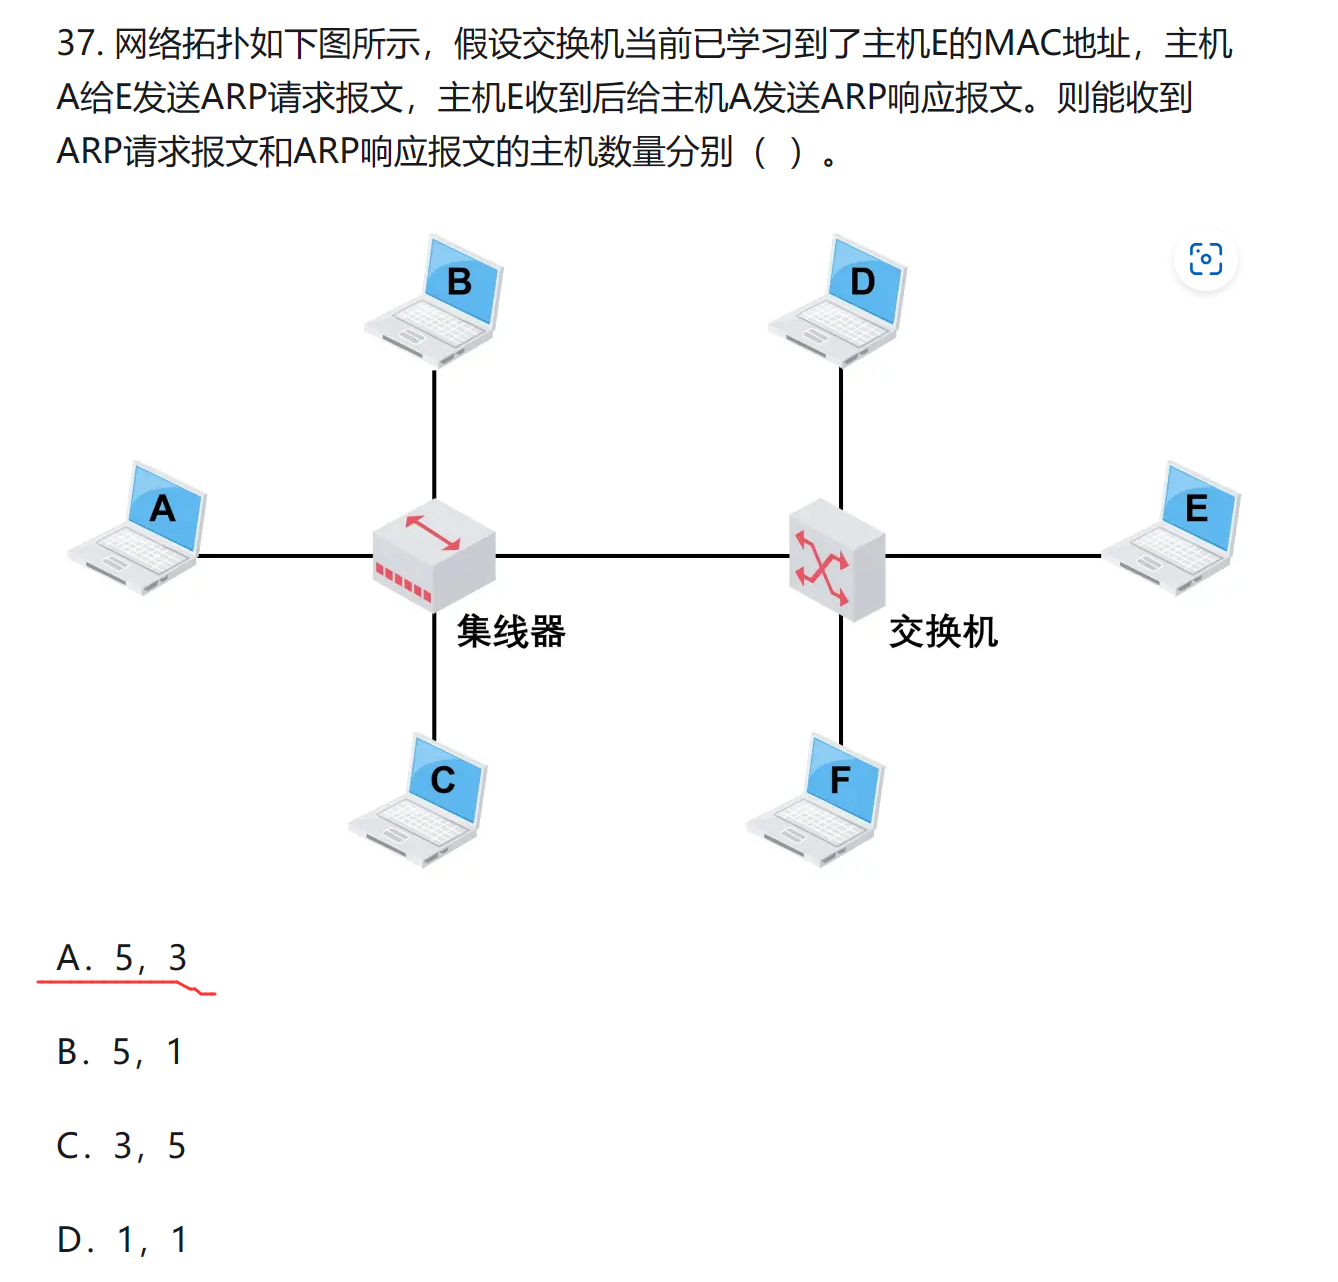 37. 网络拓扑如下图所示，假设交换机当前已学习到了主机E的MAC地址，主机
A给E发送ARP请求报文，主机E收到后给主机A发送ARP响应报文。则能收到
ARP请求报文和ARP响应报文的主机数量分别（ ）。
B
D
A
E
集线器
交换机
C
F
A. 5, 3
B. 5, 1
C. 3, 5
D. 1, 1